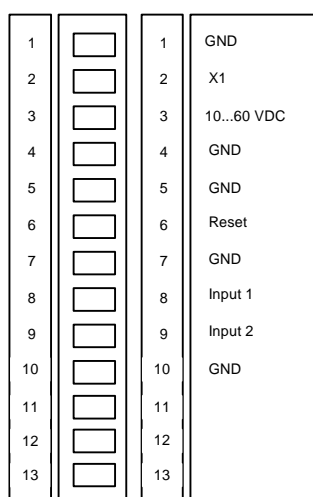 1 1 GND
2 2 X1
3 3 10...60 VDC
4 4 GND
5 5 GND
6 6 Reset
7 7 GND
8 8 Input 1
9 9 Input 2
10 10 GND
11 11
12 12
13 13